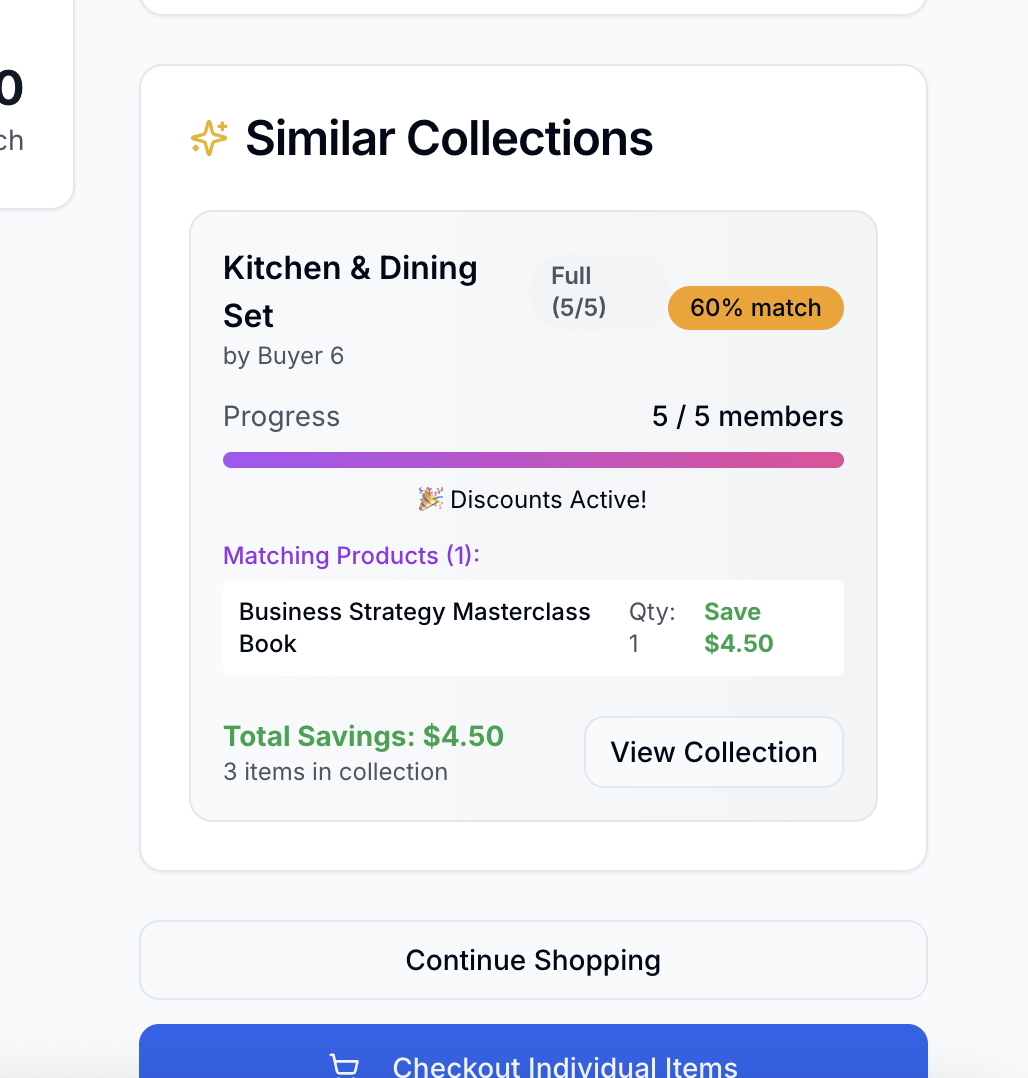 0
ch
Similar Collections
Kitchen & Dining
Set
by Buyer 6
Full
(5/5)
60% match
Progress
5 / 5 members
🎉 Discounts Active!
Matching Products (1):
Business Strategy Masterclass
Book
Qty:
1
Save
$4.50
Total Savings: $4.50
3 items in collection
View Collection
Continue Shopping
Checkout Individual Items